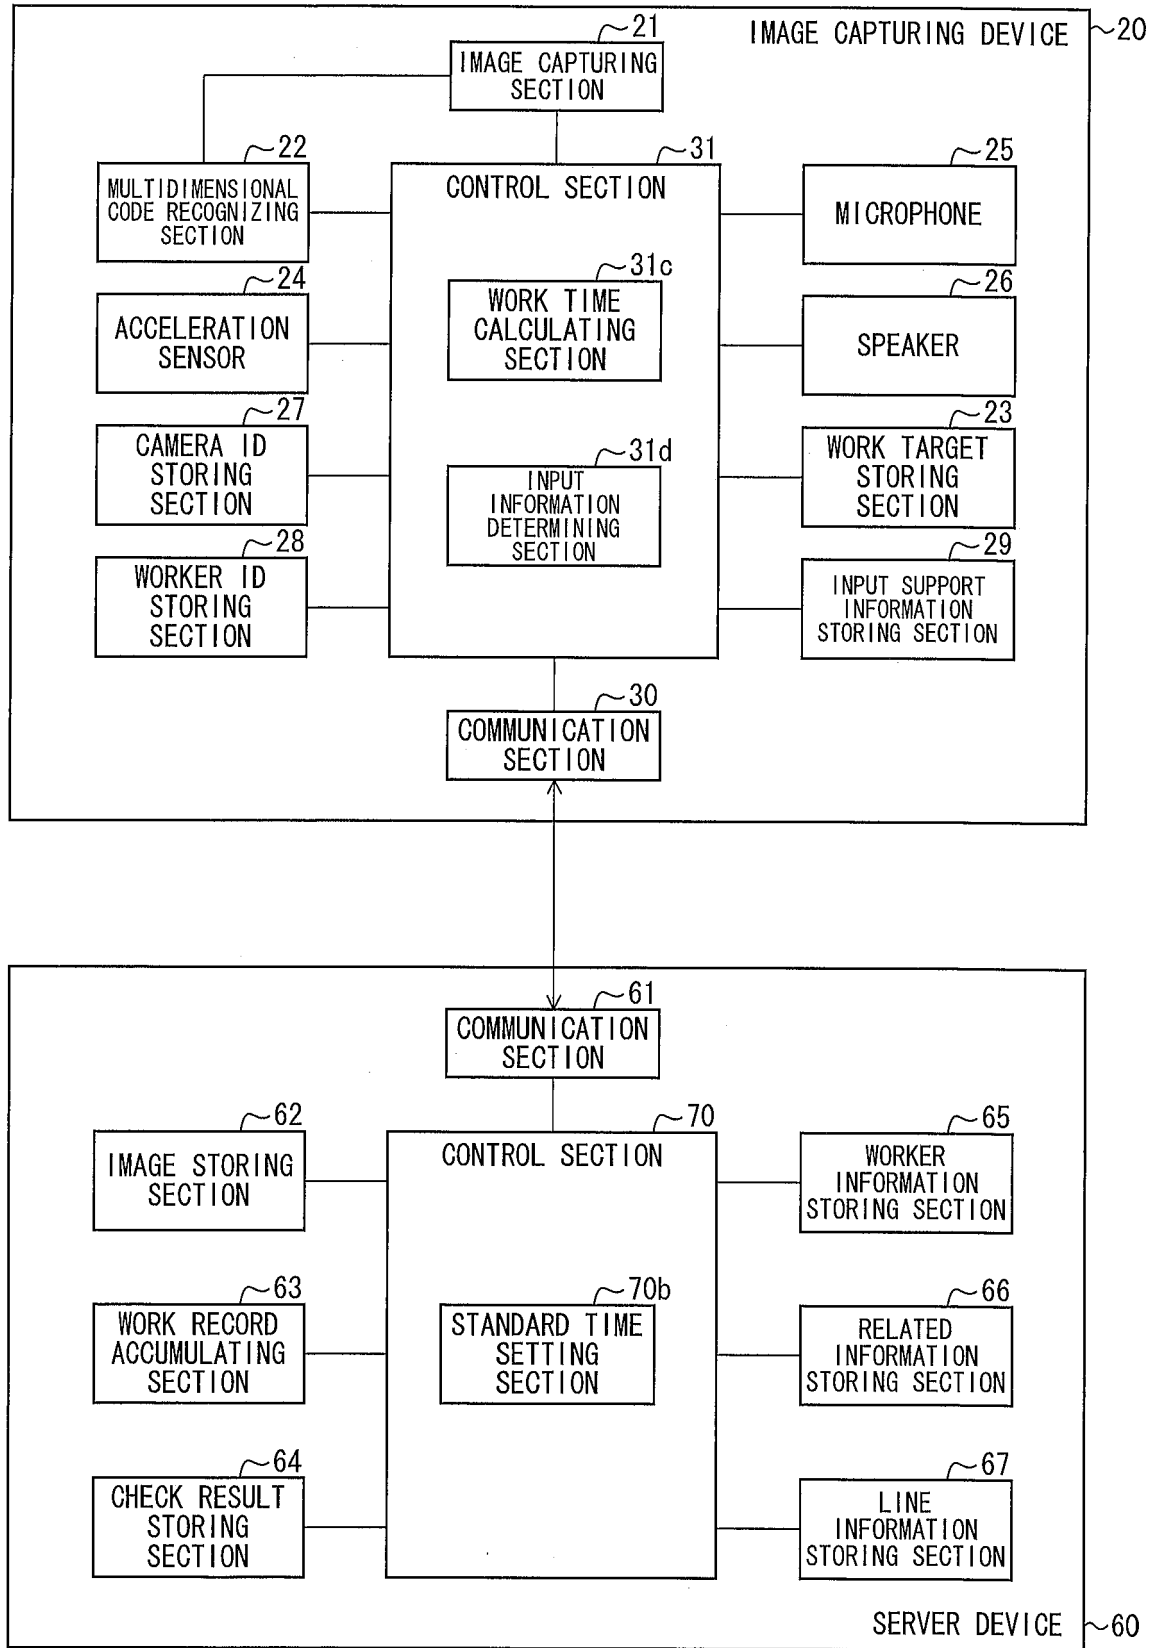 IMAGE CAPTURING DEVICE
20
21
IMAGE CAPTURING
SECTION
22
MULTIDIMENSIONAL
CODE RECOGNIZING
SECTION
31
CONTROL SECTION
25
MICROPHONE
24
ACCELERATION
SENSOR
31c
WORK TIME
CALCULATING
SECTION
26
SPEAKER
27
CAMERA ID
STORING
SECTION
31d
INPUT
INFORMATION
DETERMINING
SECTION
23
WORK TARGET
STORING
SECTION
28
WORKER ID
STORING
SECTION
29
INPUT SUPPORT
INFORMATION
STORING SECTION
30
COMMUNICATION
SECTION
61
COMMUNICATION
SECTION
62
IMAGE STORING
SECTION
70
CONTROL SECTION
65
WORKER
INFORMATION
STORING SECTION
63
WORK RECORD
ACCUMULATING
SECTION
70b
STANDARD TIME
SETTING
SECTION
66
RELATED
INFORMATION
STORING SECTION
64
CHECK RESULT
STORING
SECTION
67
LINE
INFORMATION
STORING SECTION
SERVER DEVICE
60